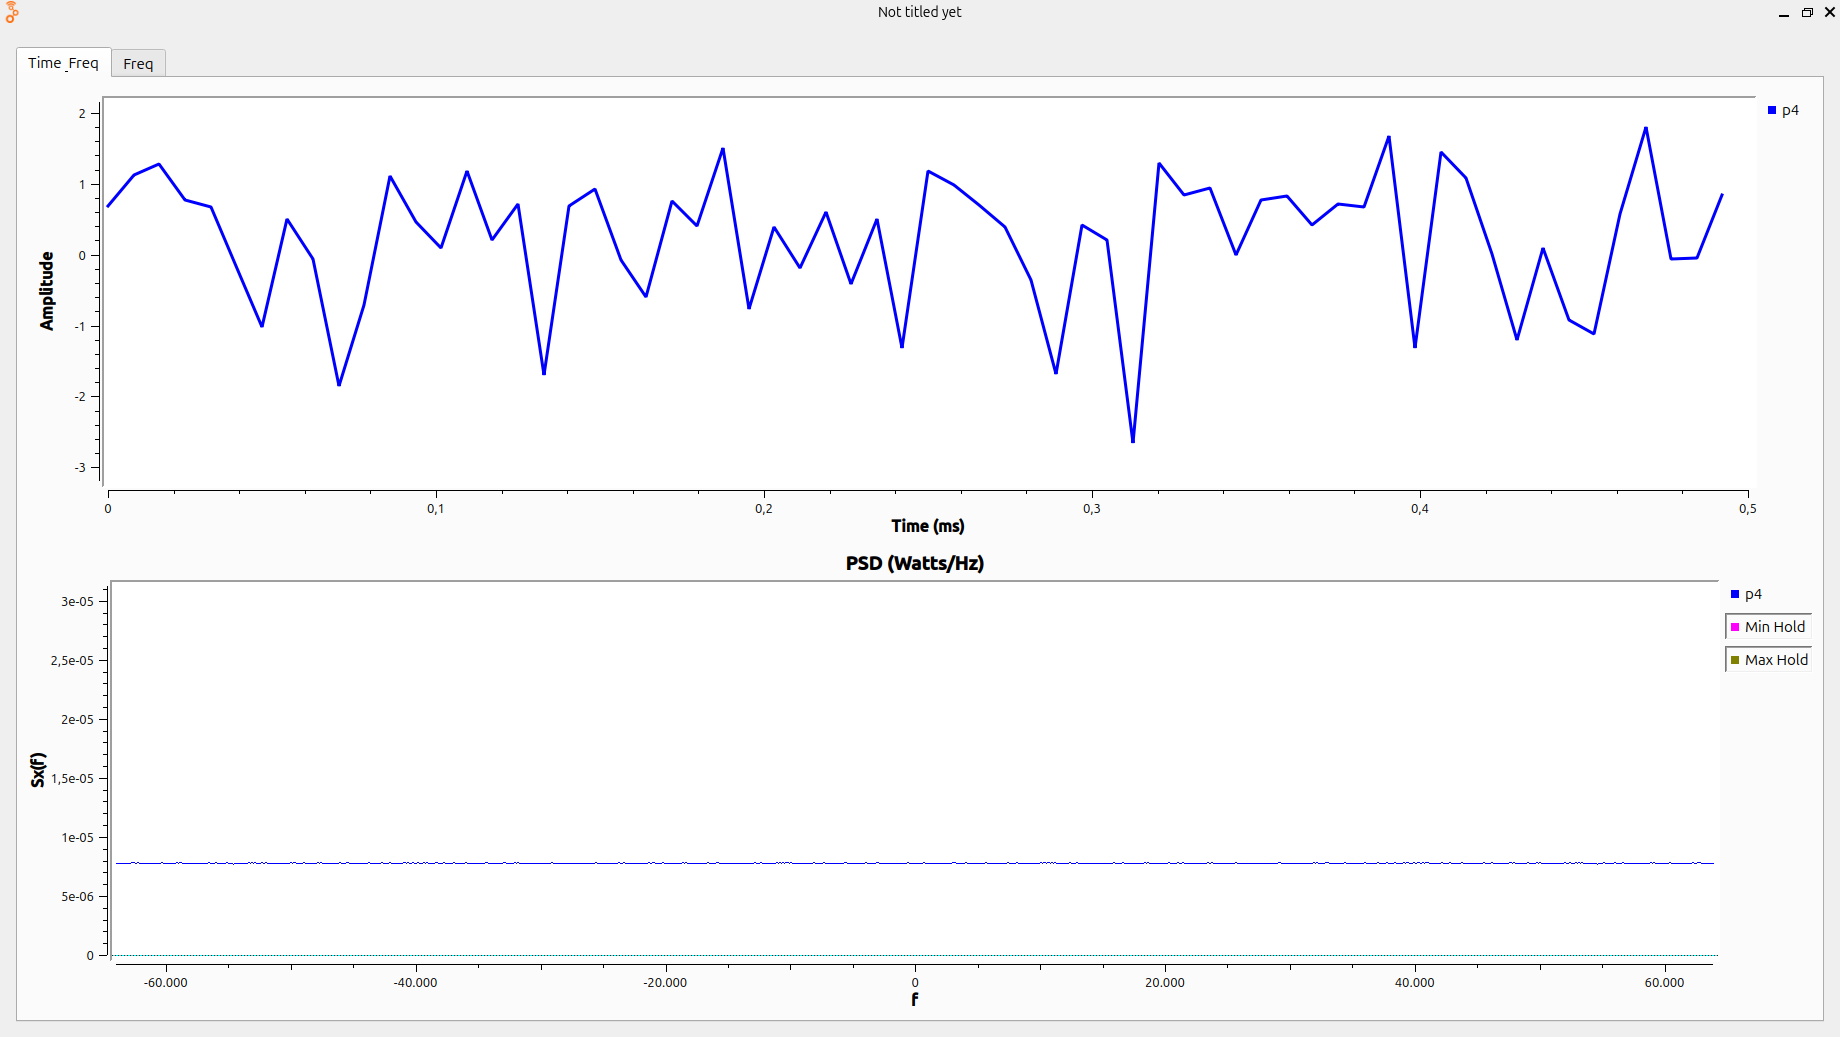 Not titled yet
Time_Freq
Freq
2
1
0
-1
-2
-3
Amplitude
p4
0
0,1
0,2
0,3
0,4
0,5
Time (ms)
PSD (Watts/Hz)
3e-05
2,5e-05
2e-05
1,5e-05
1e-05
5e-06
0
Sx(f)
p4
Min Hold
Max Hold
-60.000
-40.000
-20.000
0
20.000
40.000
60.000
f